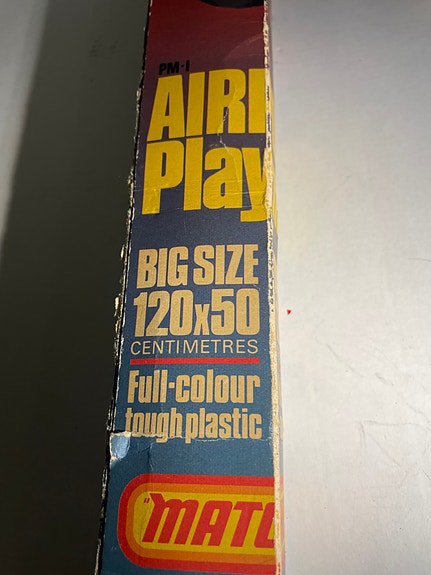 PM-1
AIRI
Play
BIG SIZE
120x50
CENTIMETRES
Full-colour
tough plastic
"MATC